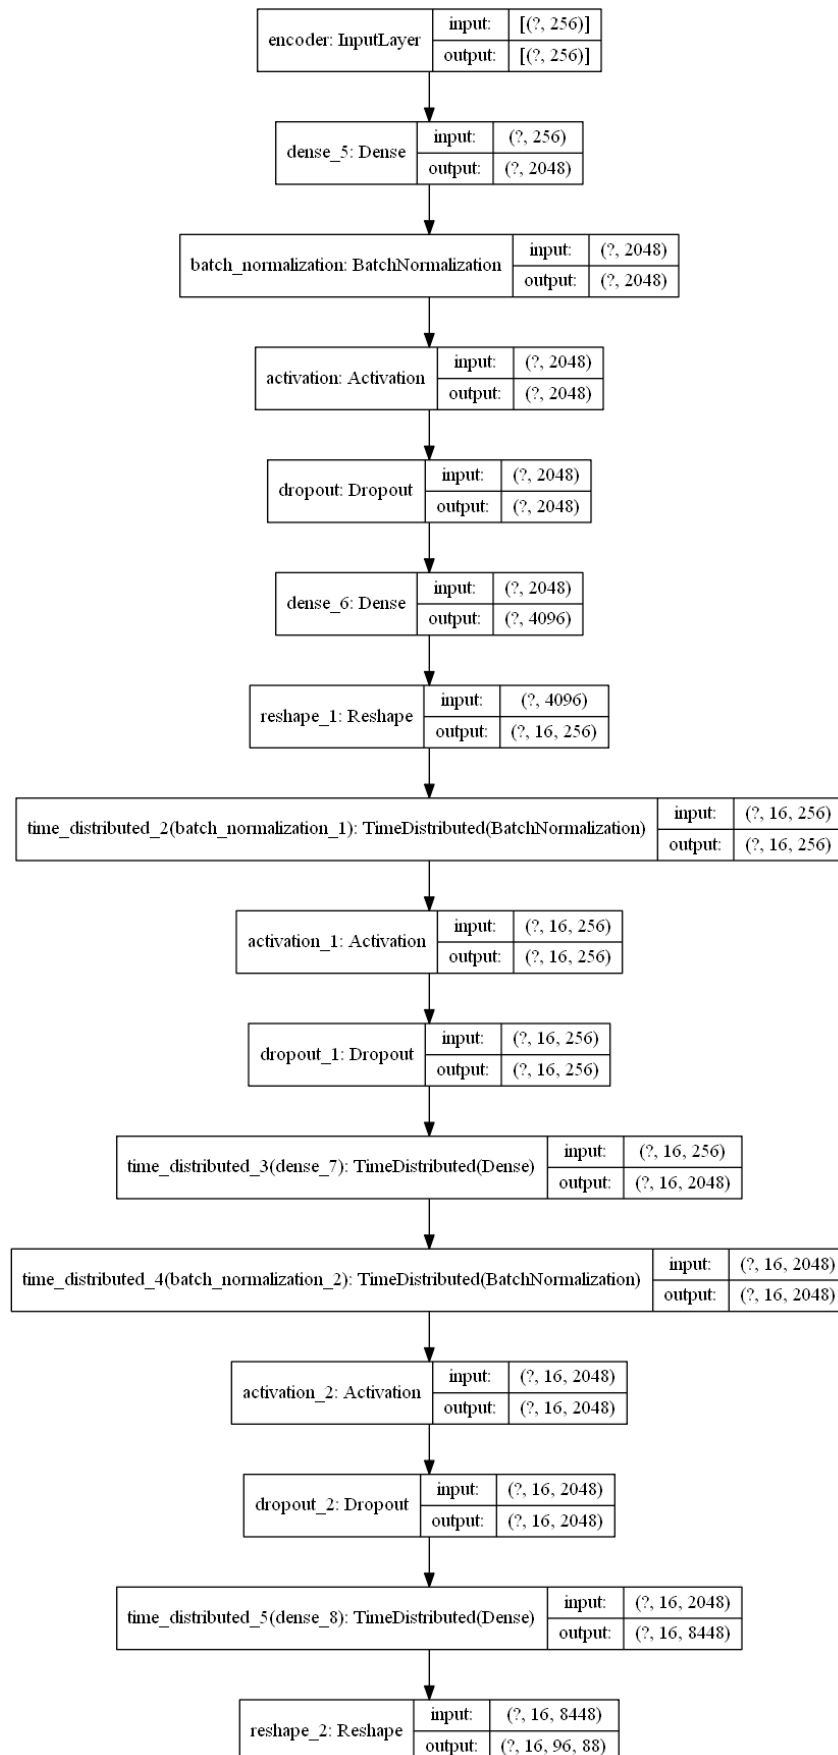 encoder: InputLayer input: [(?, 256)]
output: [(?, 256)]
dense_5: Dense input: (?, 256)
output: (?, 2048)
batch_normalization: BatchNormalization input: (?, 2048)
output: (?, 2048)
activation: Activation input: (?, 2048)
output: (?, 2048)
dropout: Dropout input: (?, 2048)
output: (?, 2048)
dense_6: Dense input: (?, 2048)
output: (?, 4096)
reshape_1: Reshape input: (?, 4096)
output: (?, 16, 256)
time_distributed_2(batch_normalization_1): TimeDistributed(BatchNormalization) input: (?, 16, 256)
output: (?, 16, 256)
activation_1: Activation input: (?, 16, 256)
output: (?, 16, 256)
dropout_1: Dropout input: (?, 16, 256)
output: (?, 16, 256)
time_distributed_3(dense_7): TimeDistributed(Dense) input: (?, 16, 256)
output: (?, 16, 2048)
time_distributed_4(batch_normalization_2): TimeDistributed(BatchNormalization) input: (?, 16, 2048)
output: (?, 16, 2048)
activation_2: Activation input: (?, 16, 2048)
output: (?, 16, 2048)
dropout_2: Dropout input: (?, 16, 2048)
output: (?, 16, 2048)
time_distributed_5(dense_8): TimeDistributed(Dense) input: (?, 16, 2048)
output: (?, 16, 8448)
reshape_2: Reshape input: (?, 16, 8448)
output: (?, 16, 96, 88)